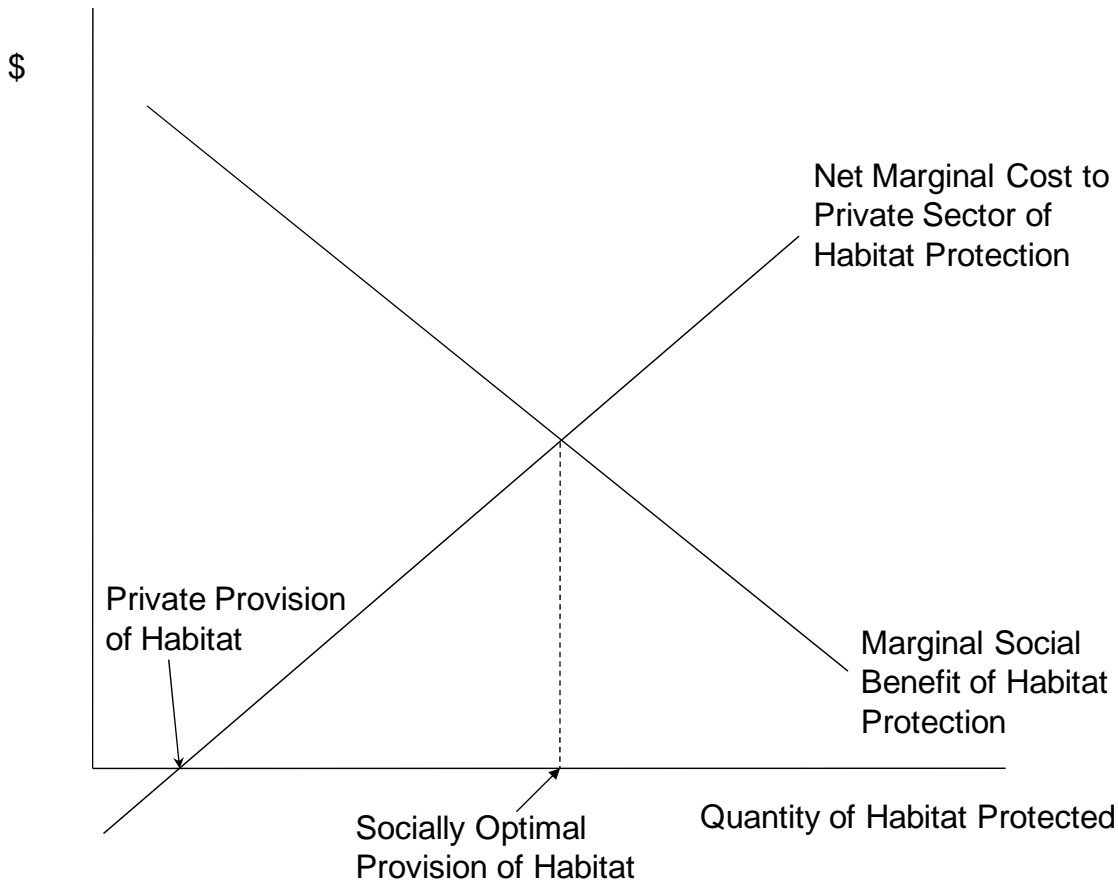 $
Net Marginal Cost to
Private Sector of
Habitat Protection
Private Provision
of Habitat
Marginal Social
Benefit of Habitat
Protection
Socially Optimal
Provision of Habitat
Quantity of Habitat Protected